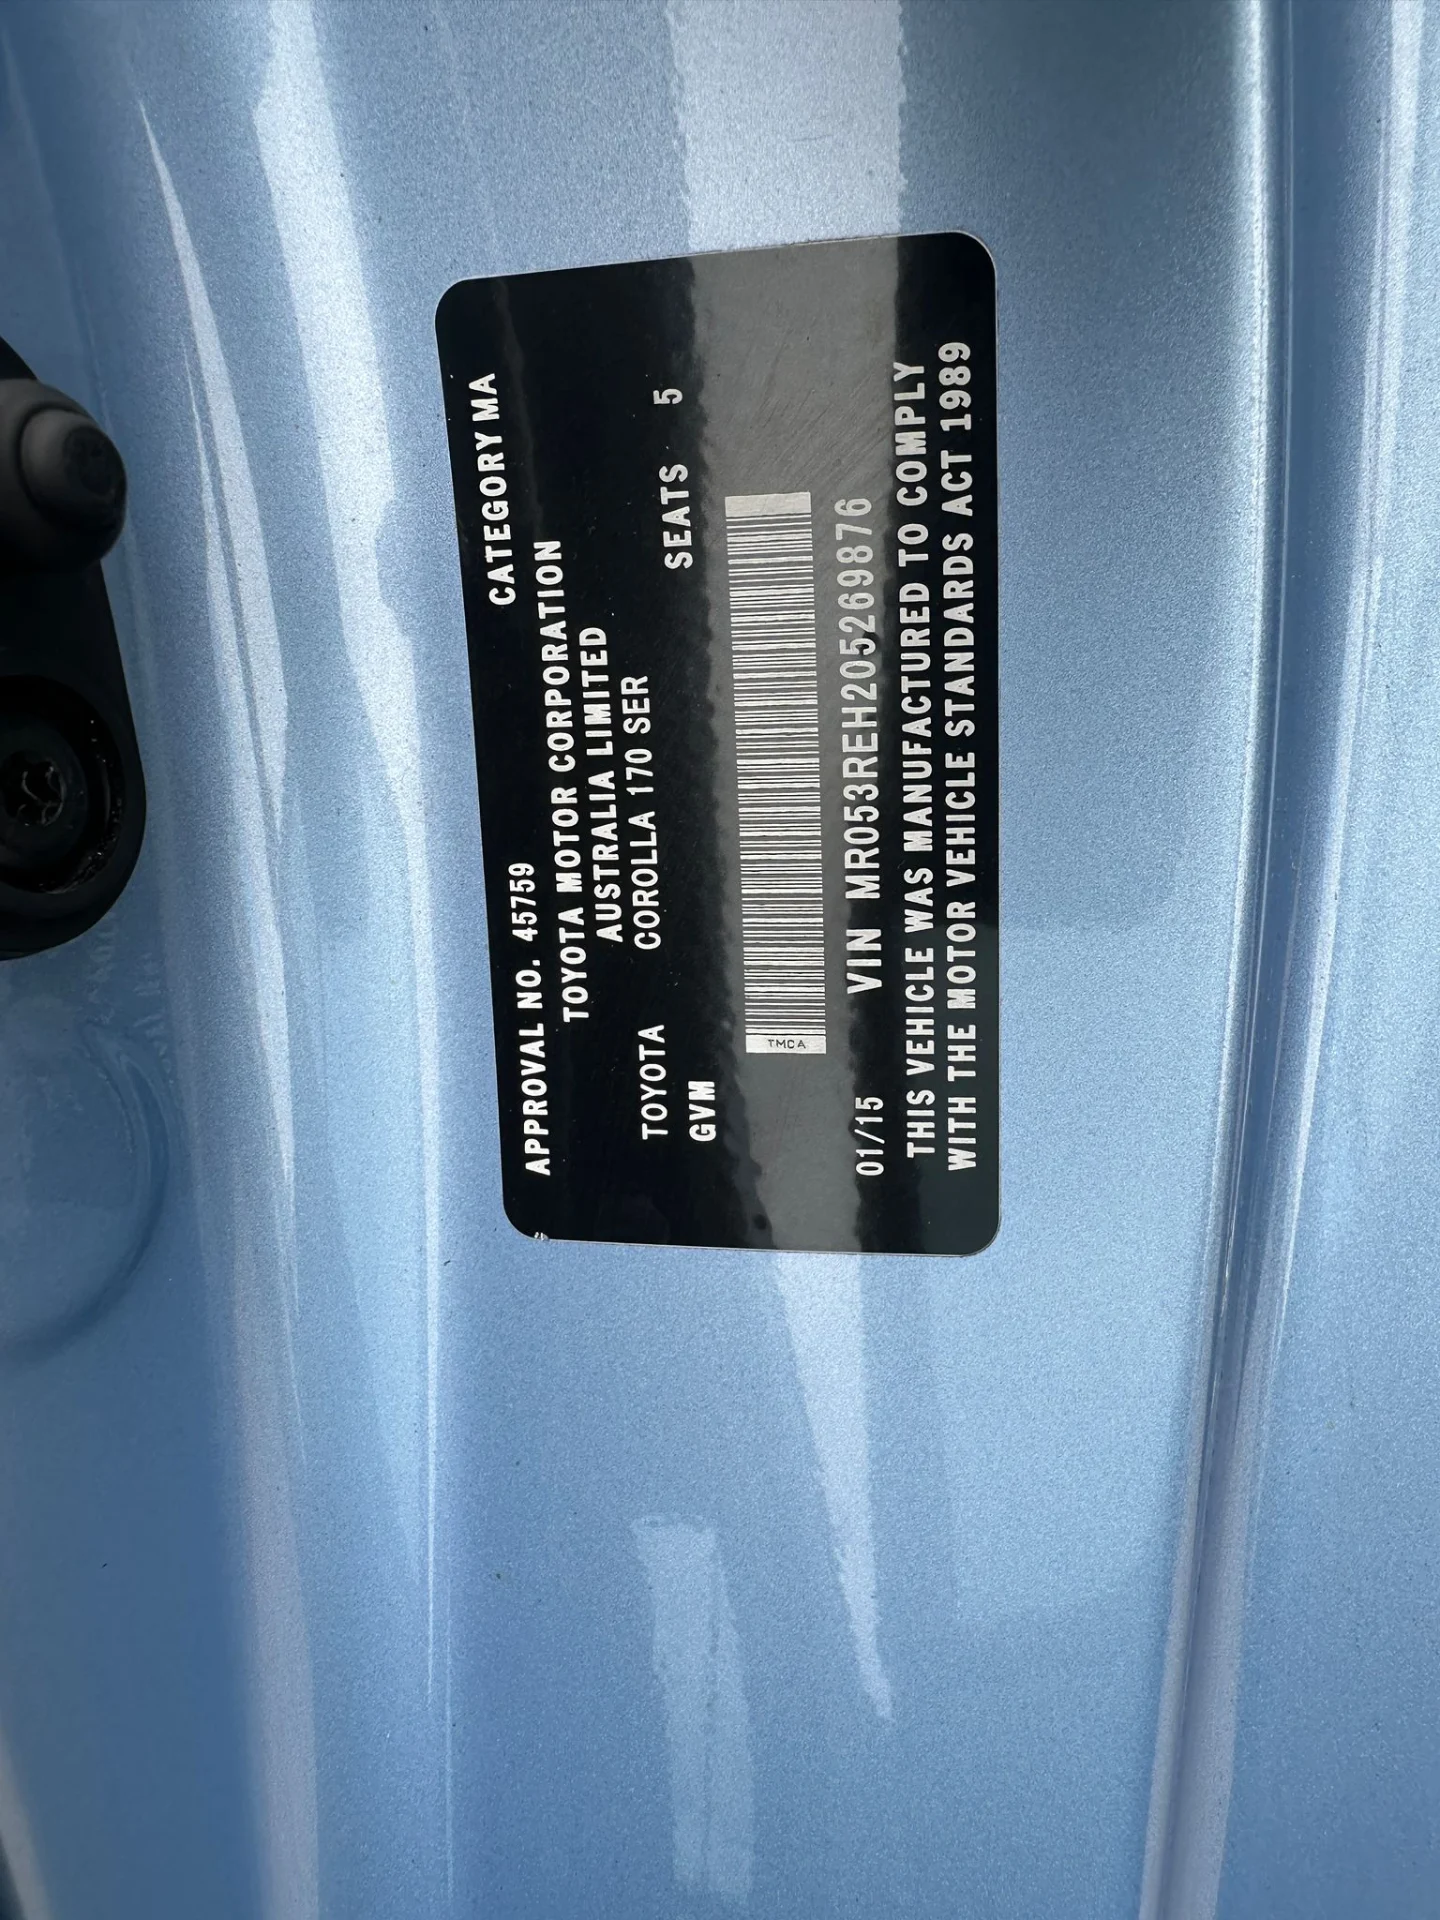 APPROVAL NO. 45759 CATEGORY MA
TOYOTA MOTOR CORPORATION
AUSTRALIA LIMITED
TOYOTA COROLLA 170 SER
GVM SEATS 5
TMCA
01/15 VIN MR053REH205269876
THIS VEHICLE WAS MANUFACTURED TO COMPLY
WITH THE MOTOR VEHICLE STANDARDS ACT 1989